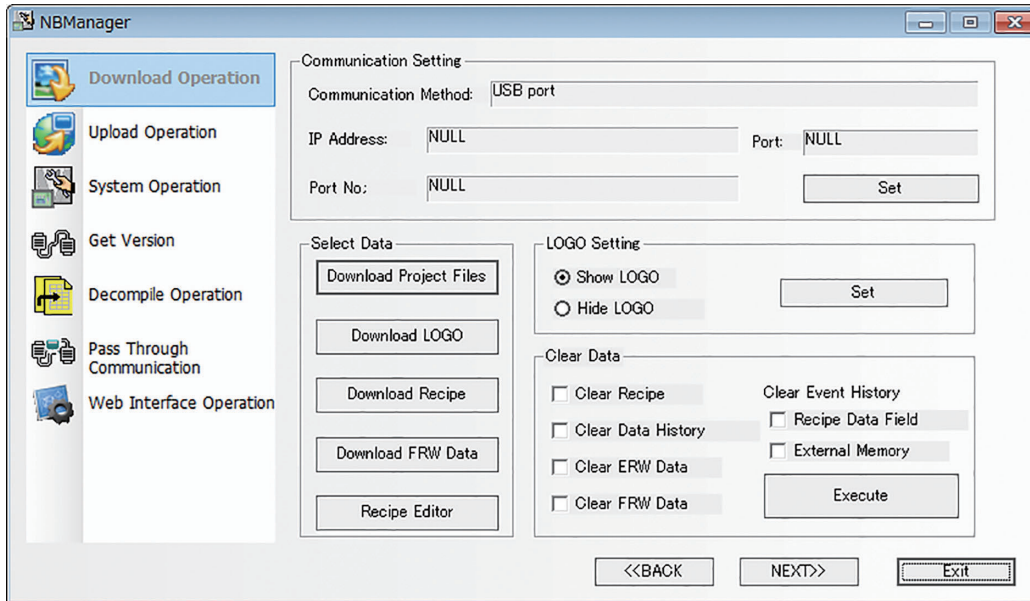 NBManager
Download Operation
Upload Operation
System Operation
Get Version
Decompile Operation
Pass Through
Communication
Web Interface Operation
Communication Setting
Communication Method: USB port
IP Address: NULL Port: NULL
Port No; NULL Set
Select Data
Download Project Files
Download LOGO
Download Recipe
Download FRW Data
Recipe Editor
LOGO Setting
Show LOGO
Hide LOGO
Set
Clear Data
Clear Recipe
Clear Data History
Clear ERW Data
Clear FRW Data
Clear Event History
Recipe Data Field
External Memory
Execute
<<BACK NEXT>> Exit